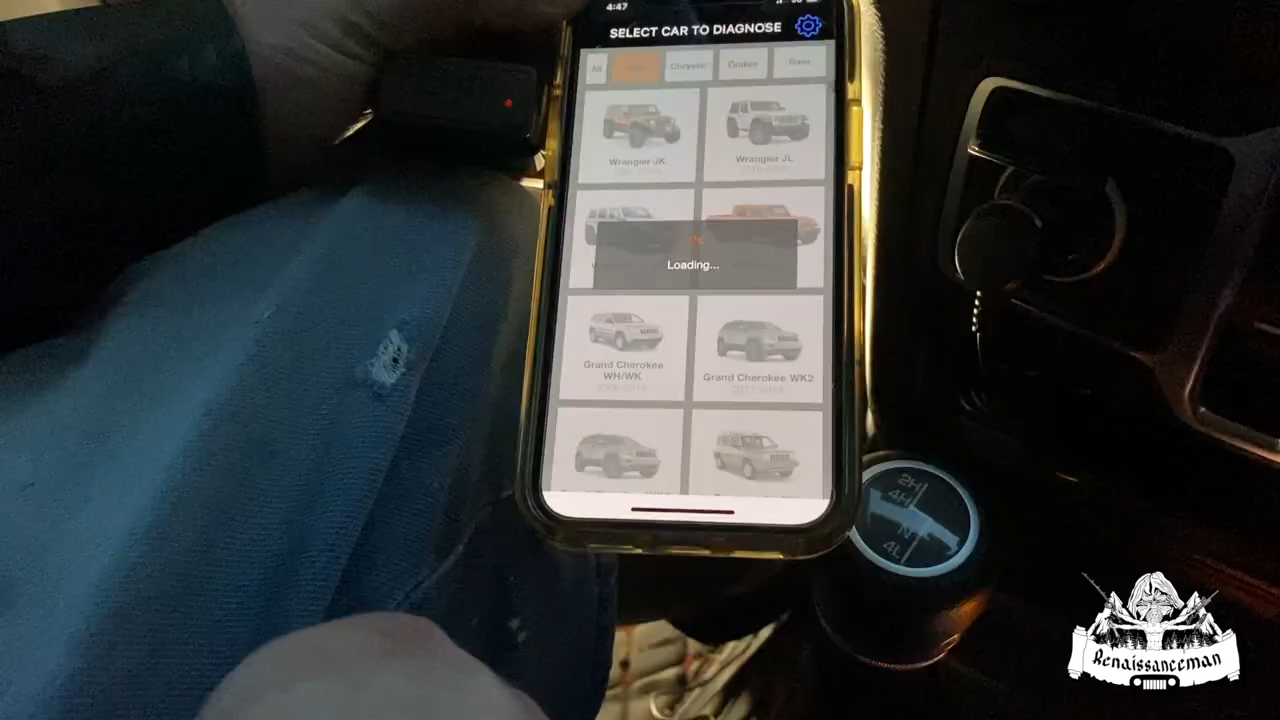 4:47
SELECT CAR TO DIAGNOSE
All
Chrysler
Dodge
Ram
Wrangler JK
Wrangler JL
Loading...
Grand Cherokee
WH/WK
Grand Cherokee WK2
2H
4H
N
4L
Renaissanceman